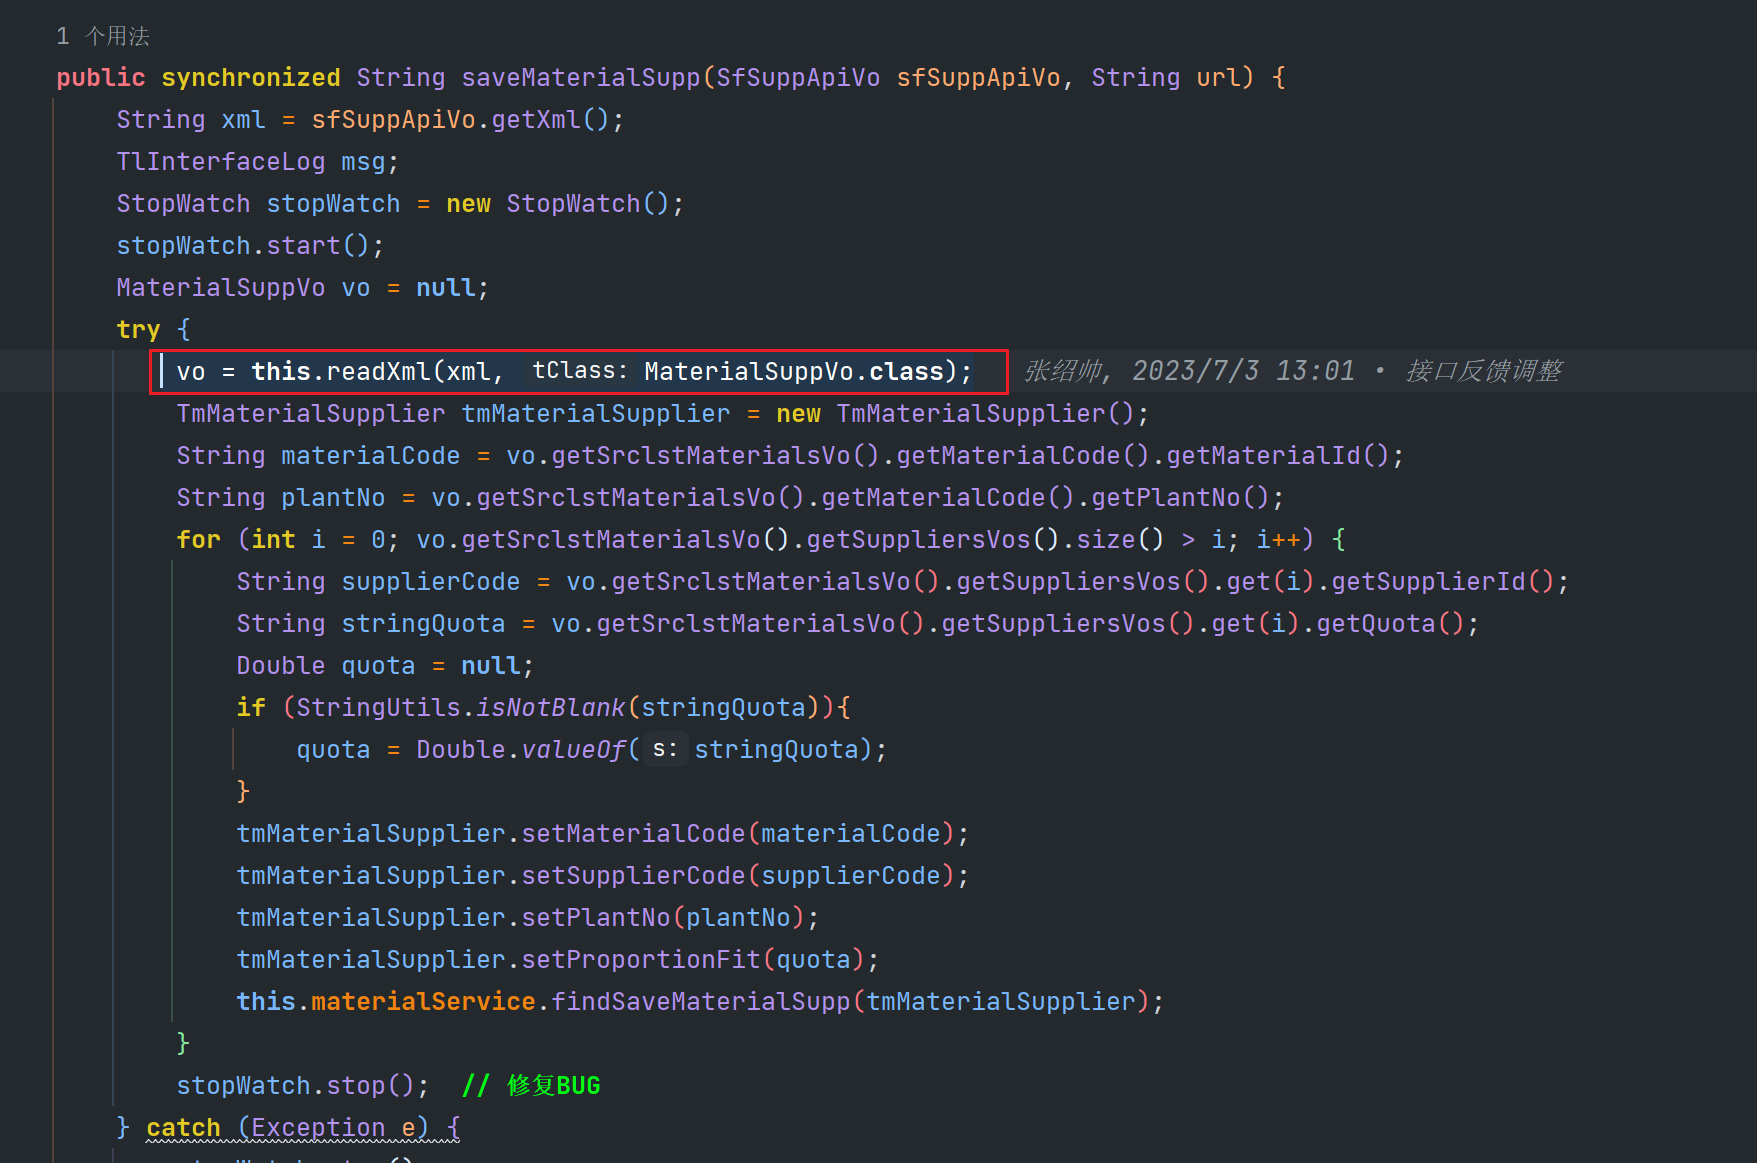 1 个用法
public synchronized String saveMaterialSupp(SfSuppApiVo sfSuppApiVo, String url) {
String xml = sfSuppApiVo.getXml();
TlInterfaceLog msg;
StopWatch stopWatch = new StopWatch();
stopWatch.start();
MaterialSuppVo vo = null;
try {
vo = this.readXml(xml, tClass: MaterialSuppVo.class); 张绍帅, 2023/7/3 13:01 • 接口反馈调整
TmMaterialSupplier tmMaterialSupplier = new TmMaterialSupplier();
String materialCode = vo.getSrclstMaterialsVo().getMaterialCode().getMaterialId();
String plantNo = vo.getSrclstMaterialsVo().getMaterialCode().getPlantNo();
for (int i = 0; vo.getSrclstMaterialsVo().getSuppliersVos().size() > i; i++) {
String supplierCode = vo.getSrclstMaterialsVo().getSuppliersVos().get(i).getSupplierId();
String stringQuota = vo.getSrclstMaterialsVo().getSuppliersVos().get(i).getQuota();
Double quota = null;
if (StringUtils.isNotBlank(stringQuota)){
quota = Double.valueOf( s: stringQuota);
}
tmMaterialSupplier.setMaterialCode(materialCode);
tmMaterialSupplier.setSupplierCode(supplierCode);
tmMaterialSupplier.setPlantNo(plantNo);
tmMaterialSupplier.setProportionFit(quota);
this.materialService.findSaveMaterialSupp(tmMaterialSupplier);
}
stopWatch.stop(); // 修复BUG
} catch (Exception e) {